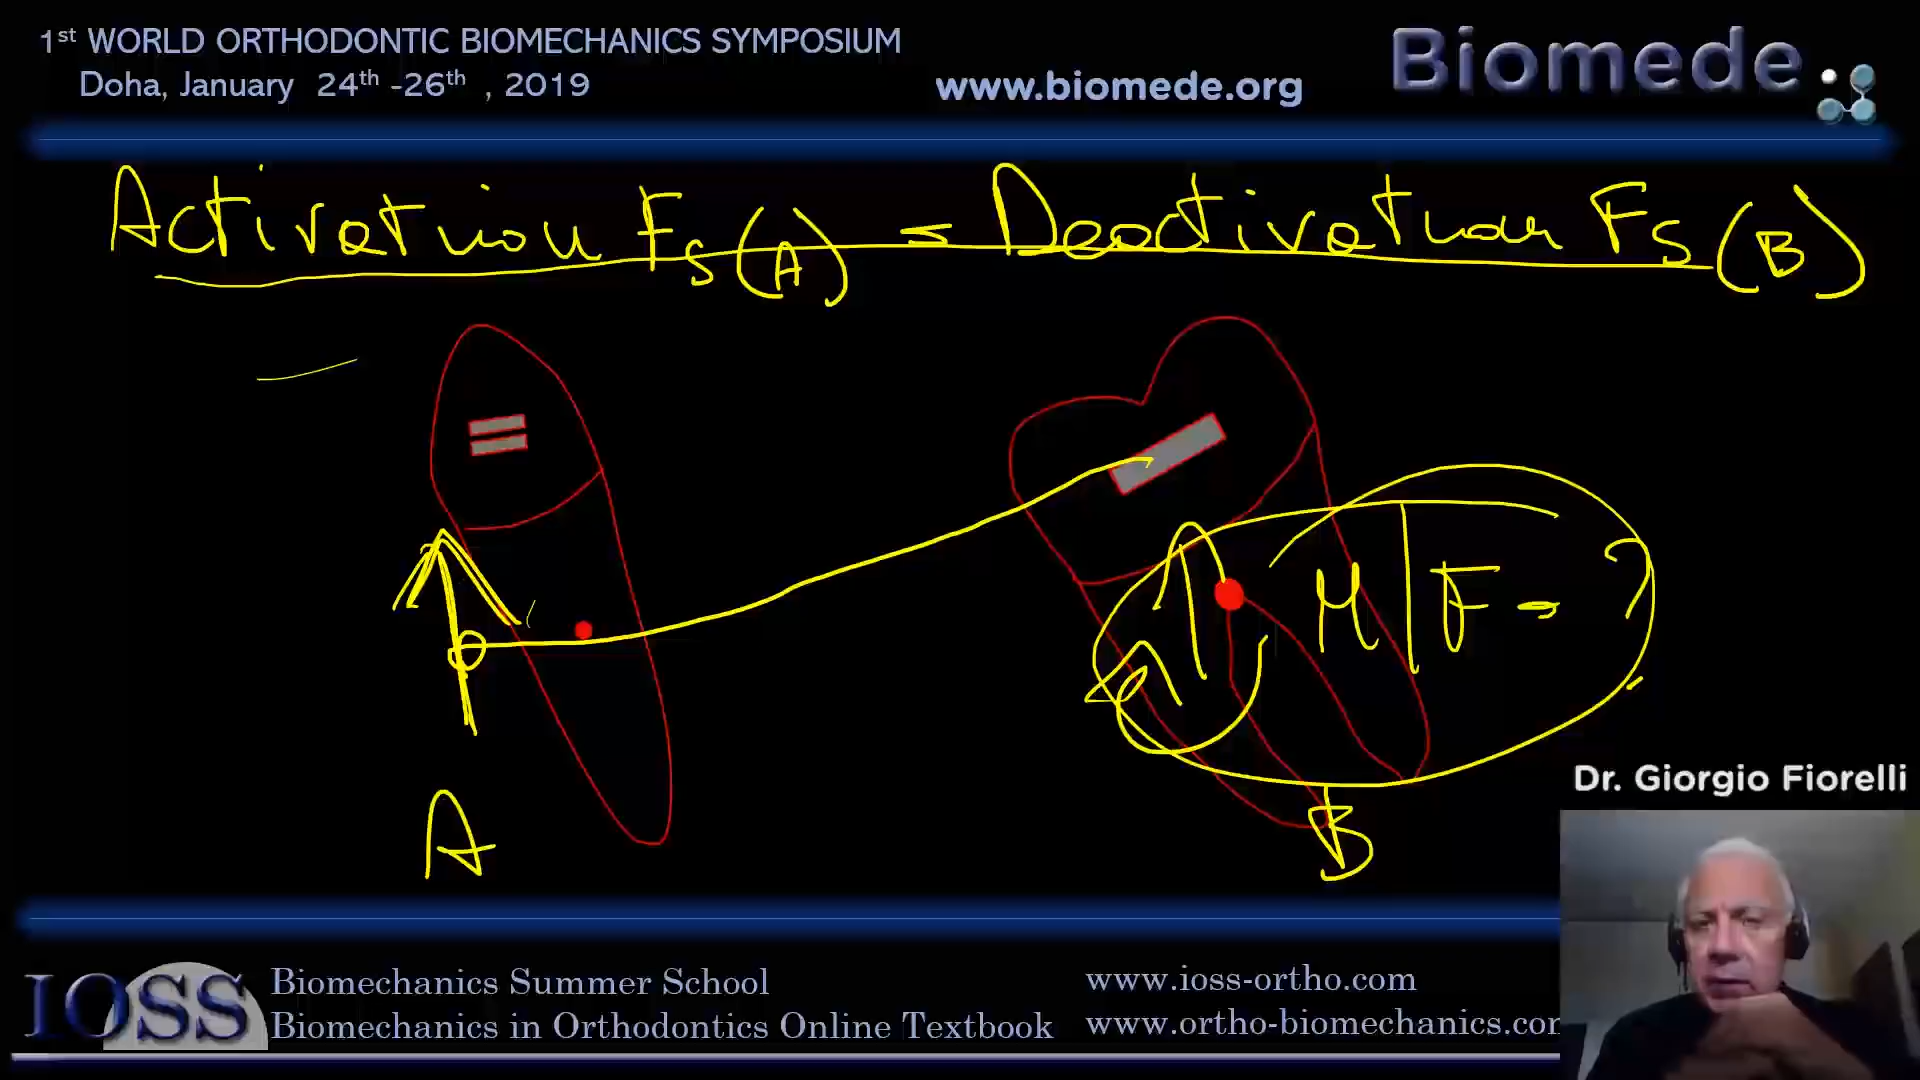 1st WORLD ORTHODONTIC BIOMECHANICS SYMPOSIUM
Doha, January 24th -26th , 2019
www.biomede.org
Biomede
Activation Fs (A) = Deactivation Fs (B)
M/F = ?
A
B
Dr. Giorgio Fiorelli
IOSS
Biomechanics Summer School
Biomechanics in Orthodontics Online Textbook
www.ioss-ortho.com
www.ortho-biomechanics.cor